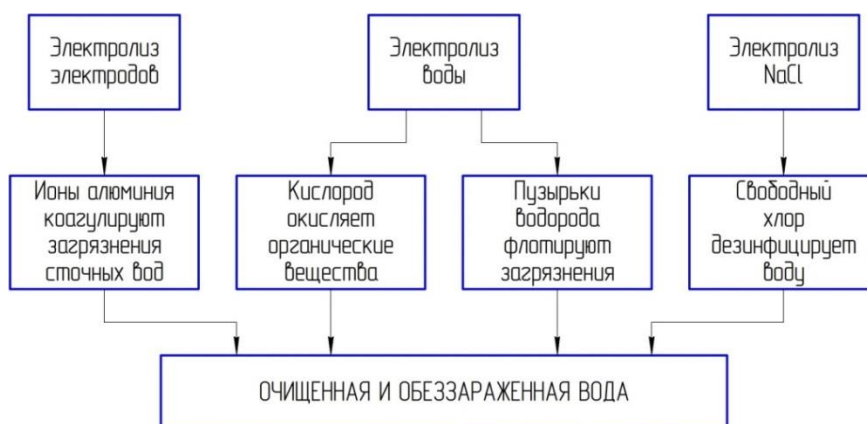 Электролиз
электродов
Электролиз
воды
Электролиз
NaCl
Ионы алюминия
коагулируют
загрязнения
сточных вод
Кислород
окисляет
органические
вещества
Пузырьки
водорода
флотируют
загрязнения
Свободный
хлор
дезинфицирует
воду
ОЧИЩЕННАЯ И ОБЕЗЗАРАЖЕННАЯ ВОДА